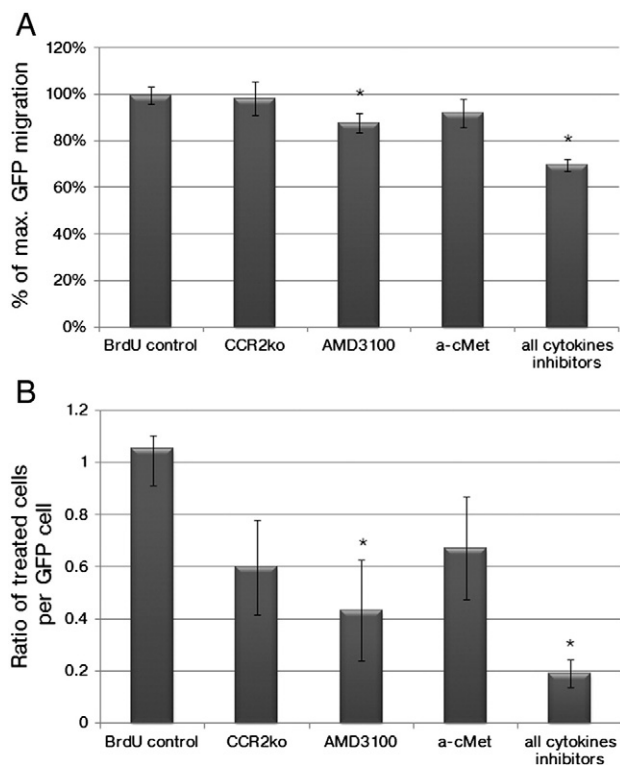 A
% of max. GFP migration
120%
100%
80%
60%
40%
20%
0%
*
*
BrdU control CCR2ko AMD3100 a-cMet all cytokines
inhibitors
B
Ratio of treated cells
per GFP cell
1.2
1
0.8
0.6
0.4
0.2
0
*
*
BrdU control CCR2ko AMD3100 a-cMet all cytokines
inhibitors